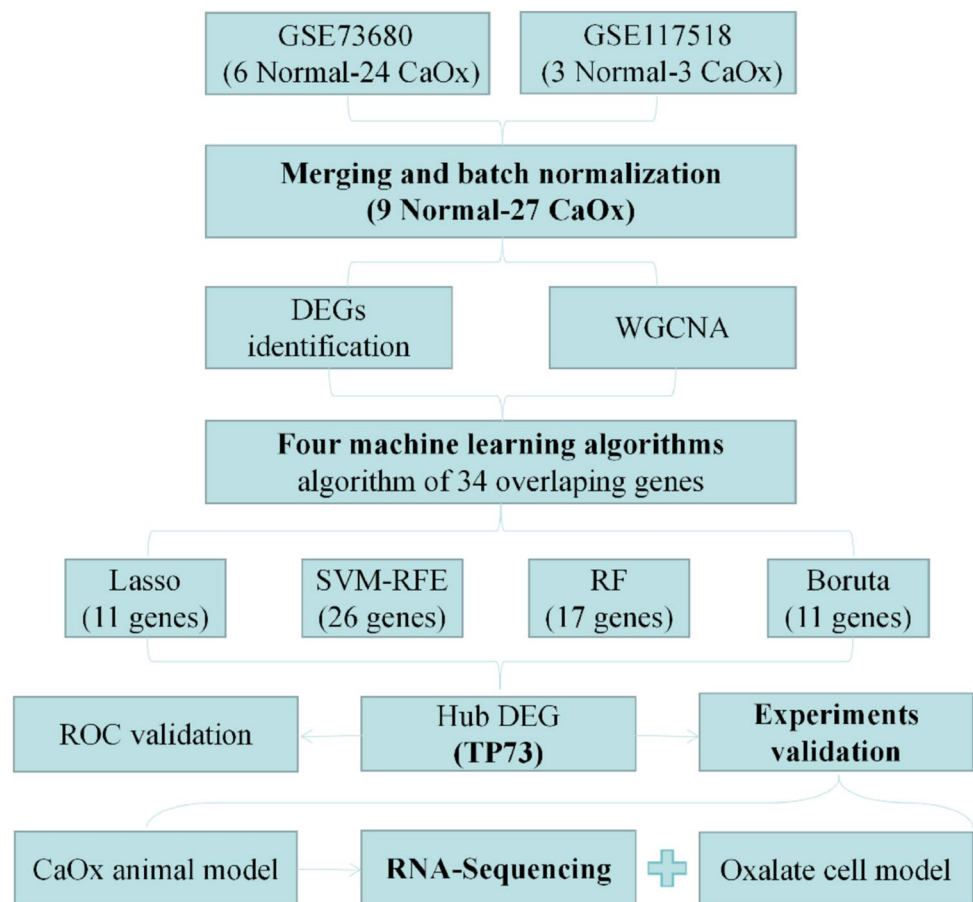 GSE73680
(6 Normal-24 CaOx)
GSE117518
(3 Normal-3 CaOx)
Merging and batch normalization
(9 Normal-27 CaOx)
DEGs
identification
WGCNA
Four machine learning algorithms
algorithm of 34 overlaping genes
Lasso
(11 genes)
SVM-RFE
(26 genes)
RF
(17 genes)
Boruta
(11 genes)
ROC validation
Hub DEG
(TP73)
Experiments
validation
CaOx animal model
RNA-Sequencing
Oxalate cell model